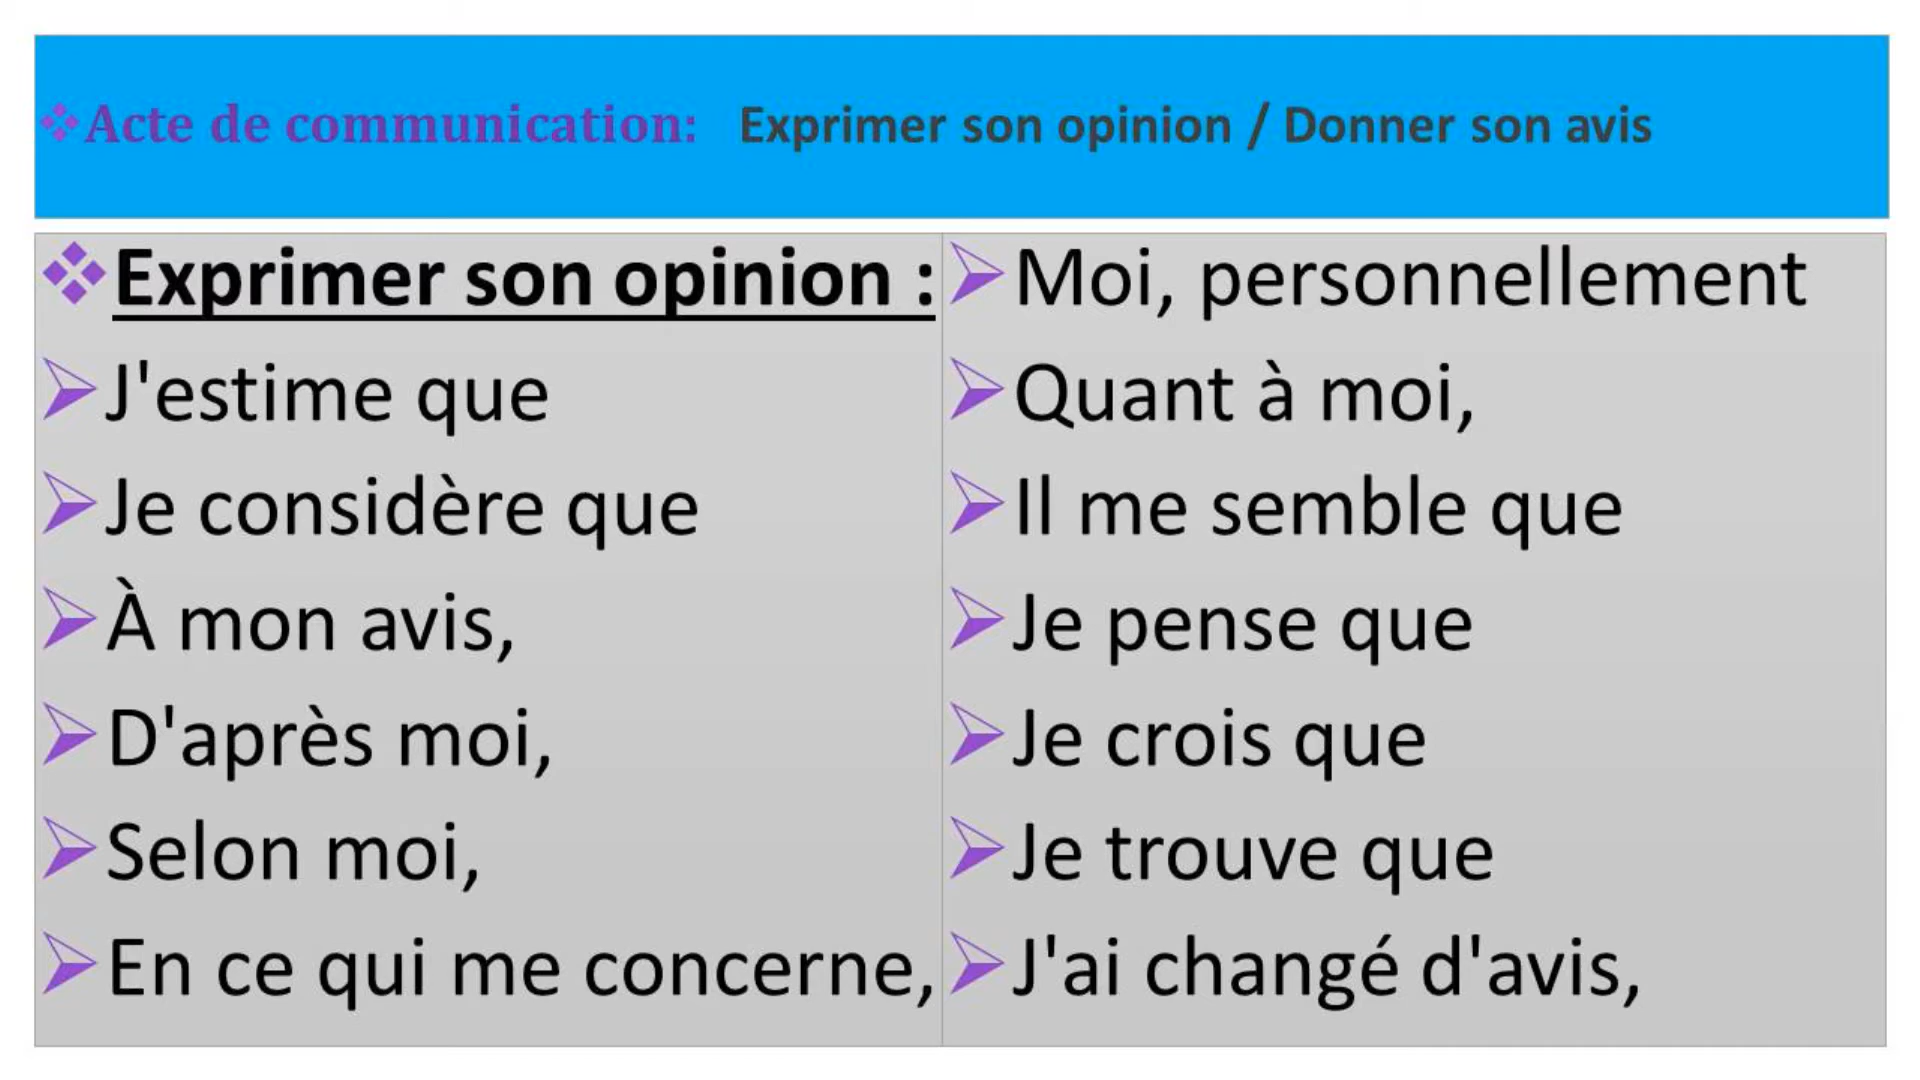 Acte de communication: Exprimer son opinion / Donner son avis
Exprimer son opinion :
J'estime que
Je considère que
À mon avis,
D'après moi,
Selon moi,
En ce qui me concerne,
Moi, personnellement
Quant à moi,
Il me semble que
Je pense que
Je crois que
Je trouve que
J'ai changé d'avis,